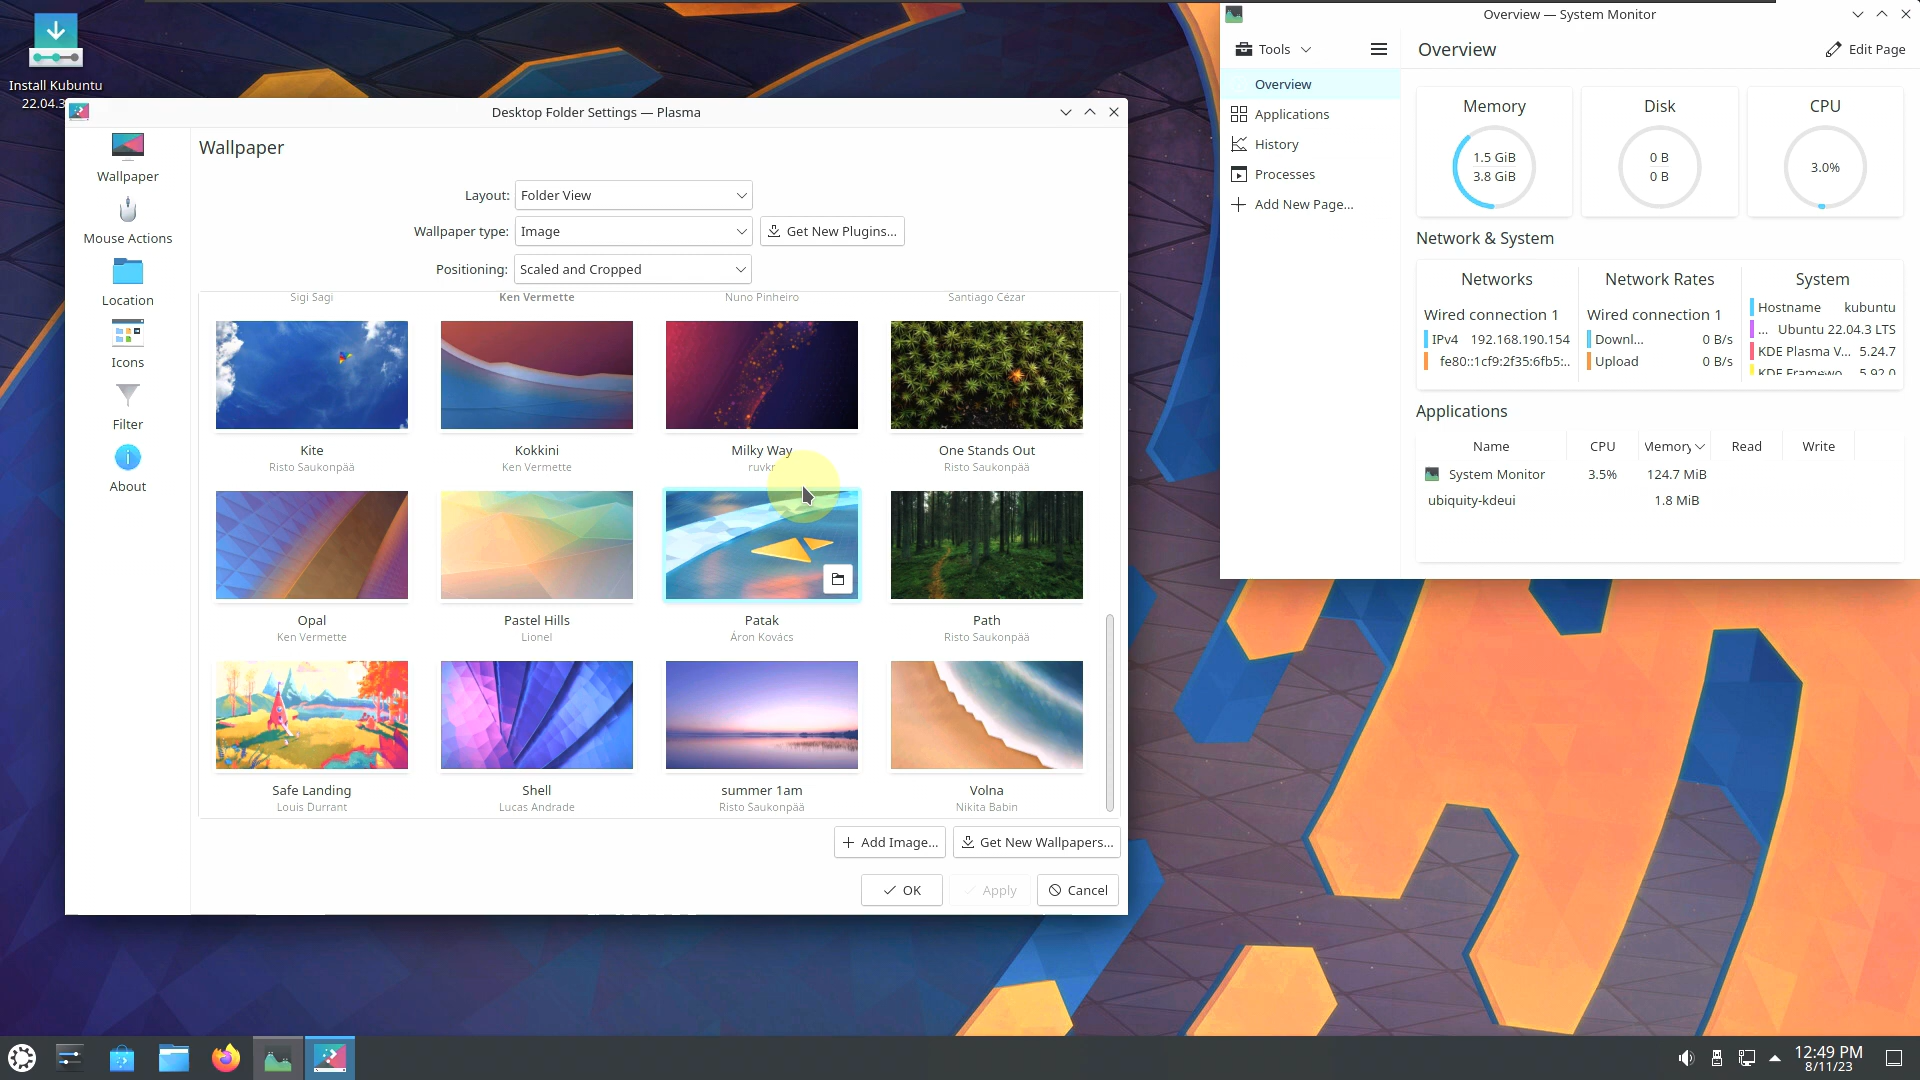 Install Kubuntu
22.04.3
Desktop Folder Settings — Plasma
Wallpaper
Mouse Actions
Location
Icons
Filter
About
Wallpaper
Layout: Folder View
Wallpaper type: Image Get New Plugins...
Positioning: Scaled and Cropped
Sigi Sagi Ken Vermette Nuno Pinheiro Santiago Cézar
Kite Kokkini Milky Way One Stands Out
Risto Saukonpää Ken Vermette ruvkr Risto Saukonpää
Opal Pastel Hills Patak Path
Ken Vermette Lionel Áron Kovács Risto Saukonpää
Safe Landing Shell summer 1am Volna
Louis Durrant Lucas Andrade Risto Saukonpää Nikita Babin
Add Image... Get New Wallpapers...
OK Apply Cancel
Overview — System Monitor
Tools
Overview
Edit Page
Overview
Applications
History
Processes
Add New Page...
Memory Disk CPU
1.5 GiB 0 B 3.0%
3.8 GiB 0 B
Network & System
Networks Network Rates System
Wired connection 1
IPv4 192.168.190.154
fe80::1cf9:2f35:6fb5:...
Wired connection 1
Downl... 0 B/s
Upload 0 B/s
Hostname kubuntu
... Ubuntu 22.04.3 LTS
KDE Plasma V... 5.24.7
KDE Framewo... 5.92.0
Applications
Name CPU Memory Read Write
System Monitor 3.5% 124.7 MiB
ubiquity-kdeui 1.8 MiB
12:49 PM
8/11/23